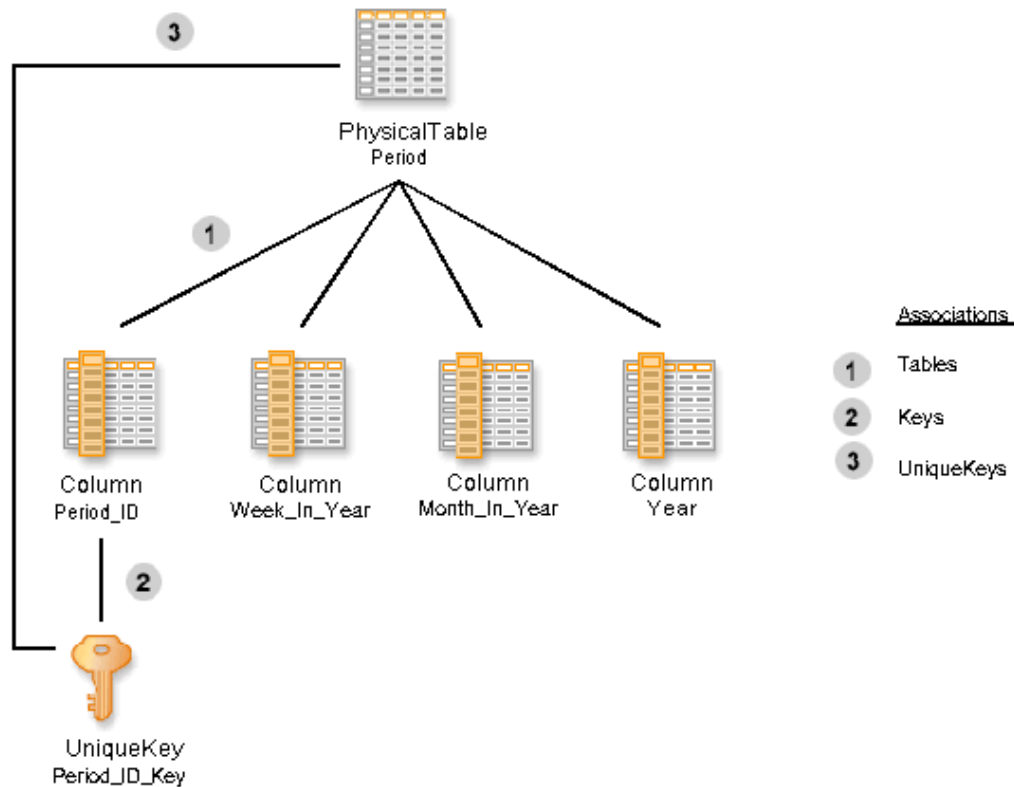 3
PhysicalTable
Period
1
Column
Period_ID
Column
Week_In_Year
Column
Month_In_Year
Column
Year
Associations
1 Tables
2 Keys
3 UniqueKeys
2
UniqueKey
Period_ID_Key